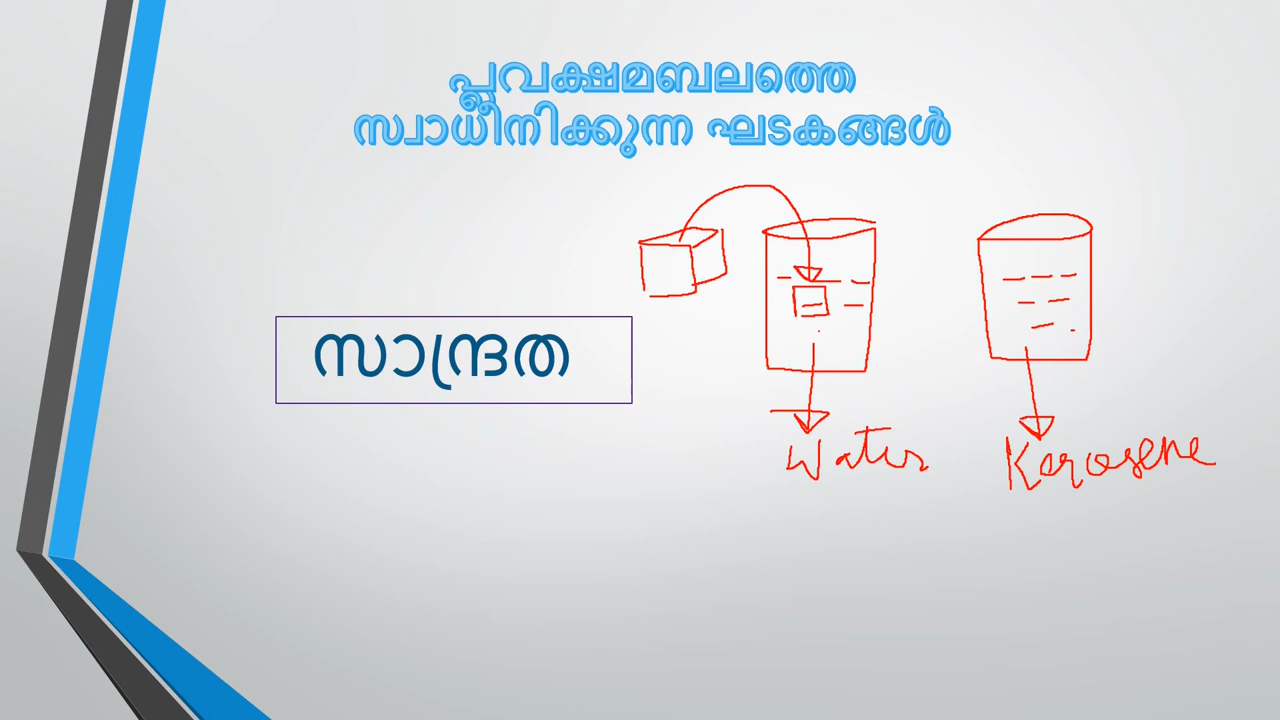 പ്ലവക്ഷമബലത്തെ
സ്വാധീനിക്കുന്ന ഘടകങ്ങൾ
സാന്ദ്രത
Water
Kerosene